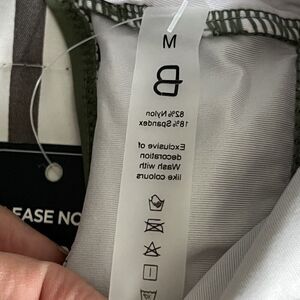 M
B
82% Nylon
18% Spandex
Exclusive of
decoration
Wash with
like colours
EASE NO